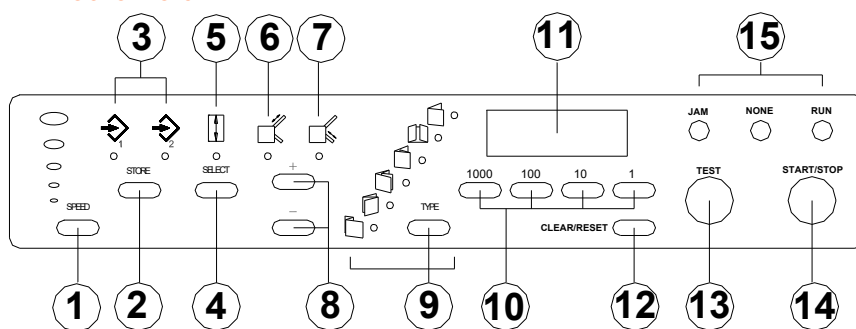 3 5 6 7 11 15
JAM NONE RUN
1 2
STORE SELECT + 1000 100 10 1 TEST START/STOP
SPEED − TYPE CLEAR/RESET
1 2 4 8 9 10 12 13 14